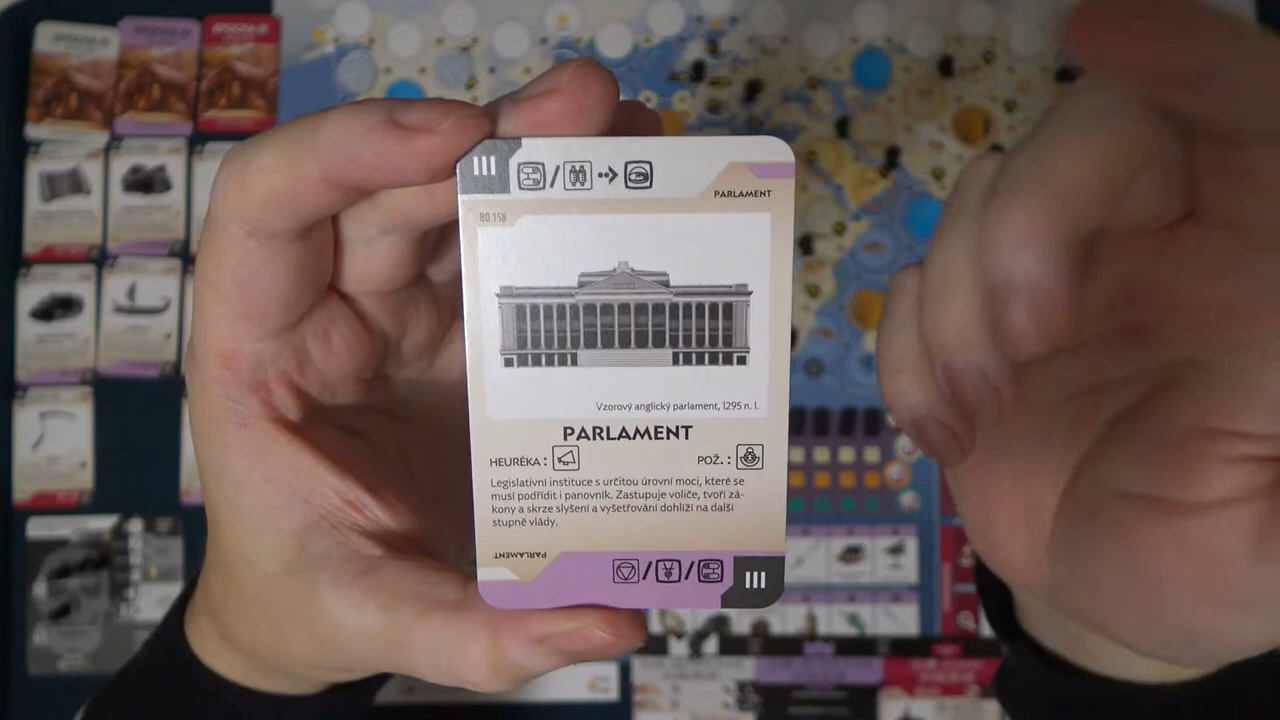 III
PARLAMENT
80.158
Vzorový anglický parlament, 1295 n. l.
PARLAMENT
HEURÉKA : POŽ. :
Legislativní instituce s určitou úrovní moci, které se
musí podřídit i panovník. Zastupuje voliče, tvoří zá-
kony a skrze slyšení a vyšetřování dohlíží na další
stupně vlády.
PARLAMENT
III